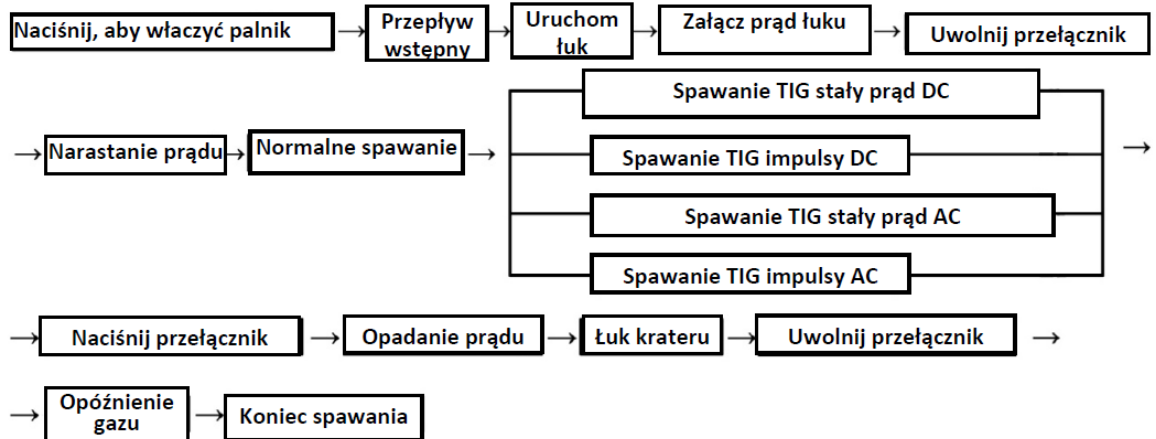 Naciśnij, aby właczyć palnik
Przepływ
wstępny
Uruchom
łuk
Załącz prąd łuku
Uwolnij przełącznik
Narastanie prądu
Normalne spawanie
Spawanie TIG stały prąd DC
Spawanie TIG impulsy DC
Spawanie TIG stały prąd AC
Spawanie TIG impulsy AC
Naciśnij przełącznik
Opadanie prądu
Łuk krateru
Uwolnij przełącznik
Opóźnienie
gazu
Koniec spawania